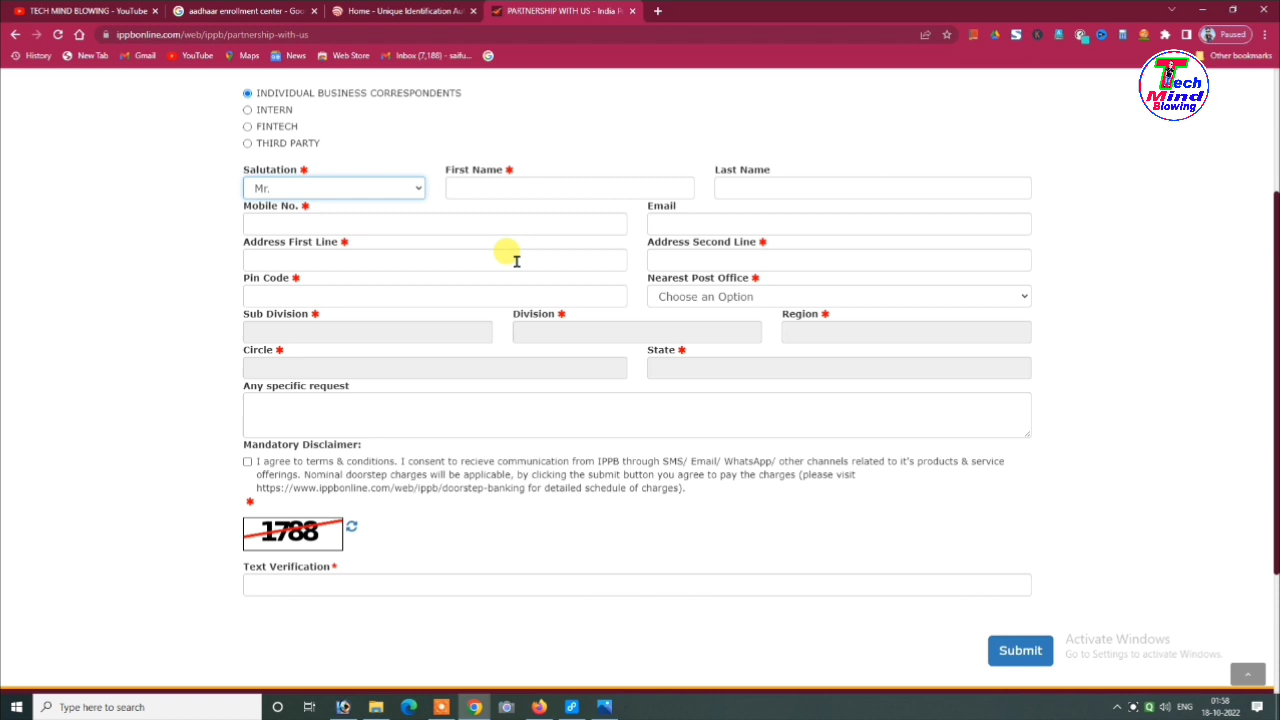 TECH MIND BLOWING - YouTube
aadhaar enrollment center - Goo
Home - Unique Identification Aut
PARTNERSHIP WITH US - India Po
ippbonline.com/web/ippb/partnership-with-us
Paused
History New Tab Gmail YouTube Maps News Web Store Inbox (7,188) - saifu... Other bookmarks
Tech
Mind
Blowing
INDIVIDUAL BUSINESS CORRESPONDENTS
INTERN
FINTECH
THIRD PARTY
Salutation * First Name * Last Name
Mr.
Mobile No. * Email
Address First Line * Address Second Line *
Pin Code * Nearest Post Office *
Choose an Option
Sub Division * Division * Region *
Circle * State *
Any specific request
Mandatory Disclaimer:
I agree to terms & conditions. I consent to recieve communication from IPPB through SMS/ Email/ WhatsApp/ other channels related to it's products & service
offerings. Nominal doorstep charges will be applicable, by clicking the submit button you agree to pay the charges (please visit
https://www.ippbonline.com/web/ippb/doorstep-banking for detailed schedule of charges).
*
1788
Text Verification*
Submit
Activate Windows
Go to Settings to activate Windows.
Type here to search
ENG
01:58
18-10-2022